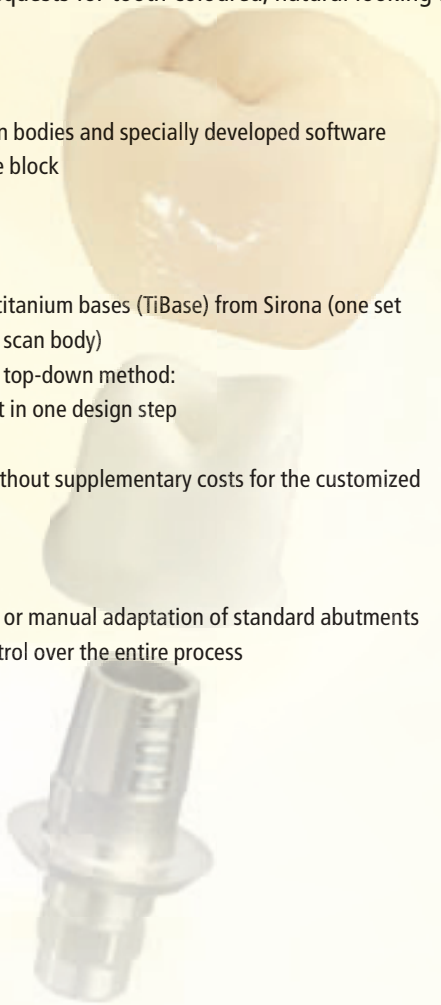 quests for tooth-coloured, natural-looking
n bodies and specially developed software
e block
titanium bases (TiBase) from Sirona (one set
scan body)
top-down method:
t in one design step
thout supplementary costs for the customized
or manual adaptation of standard abutments
trol over the entire process